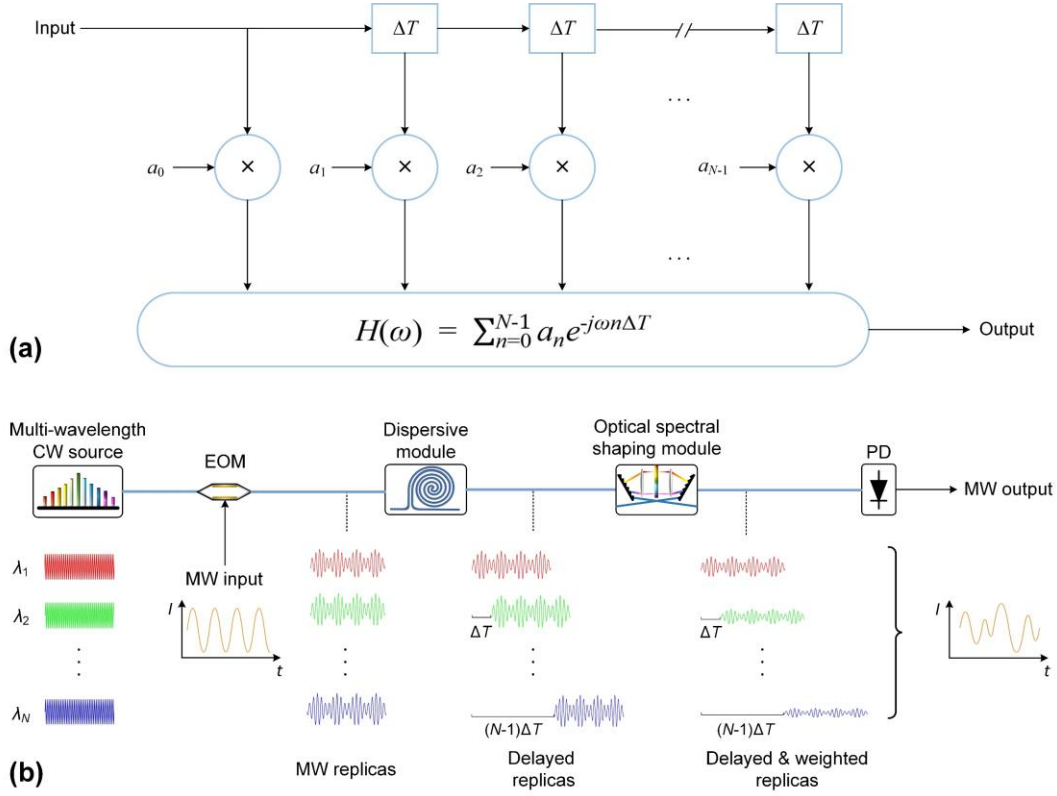 Input
ΔT
ΔT
ΔT
...
a0
×
a1
×
a2
×
aN-1
×
...
H(ω) = ∑_{n=0}^{N-1} a_n e^{-jωnΔT}
Output
(a)
Multi-wavelength
CW source
EOM
Dispersive
module
Optical spectral
shaping module
PD
MW output
MW input
λ1
λ2
λN
I
t
ΔT
(N-1)ΔT
ΔT
(N-1)ΔT
I
t
MW replicas
Delayed
replicas
Delayed & weighted
replicas
(b)